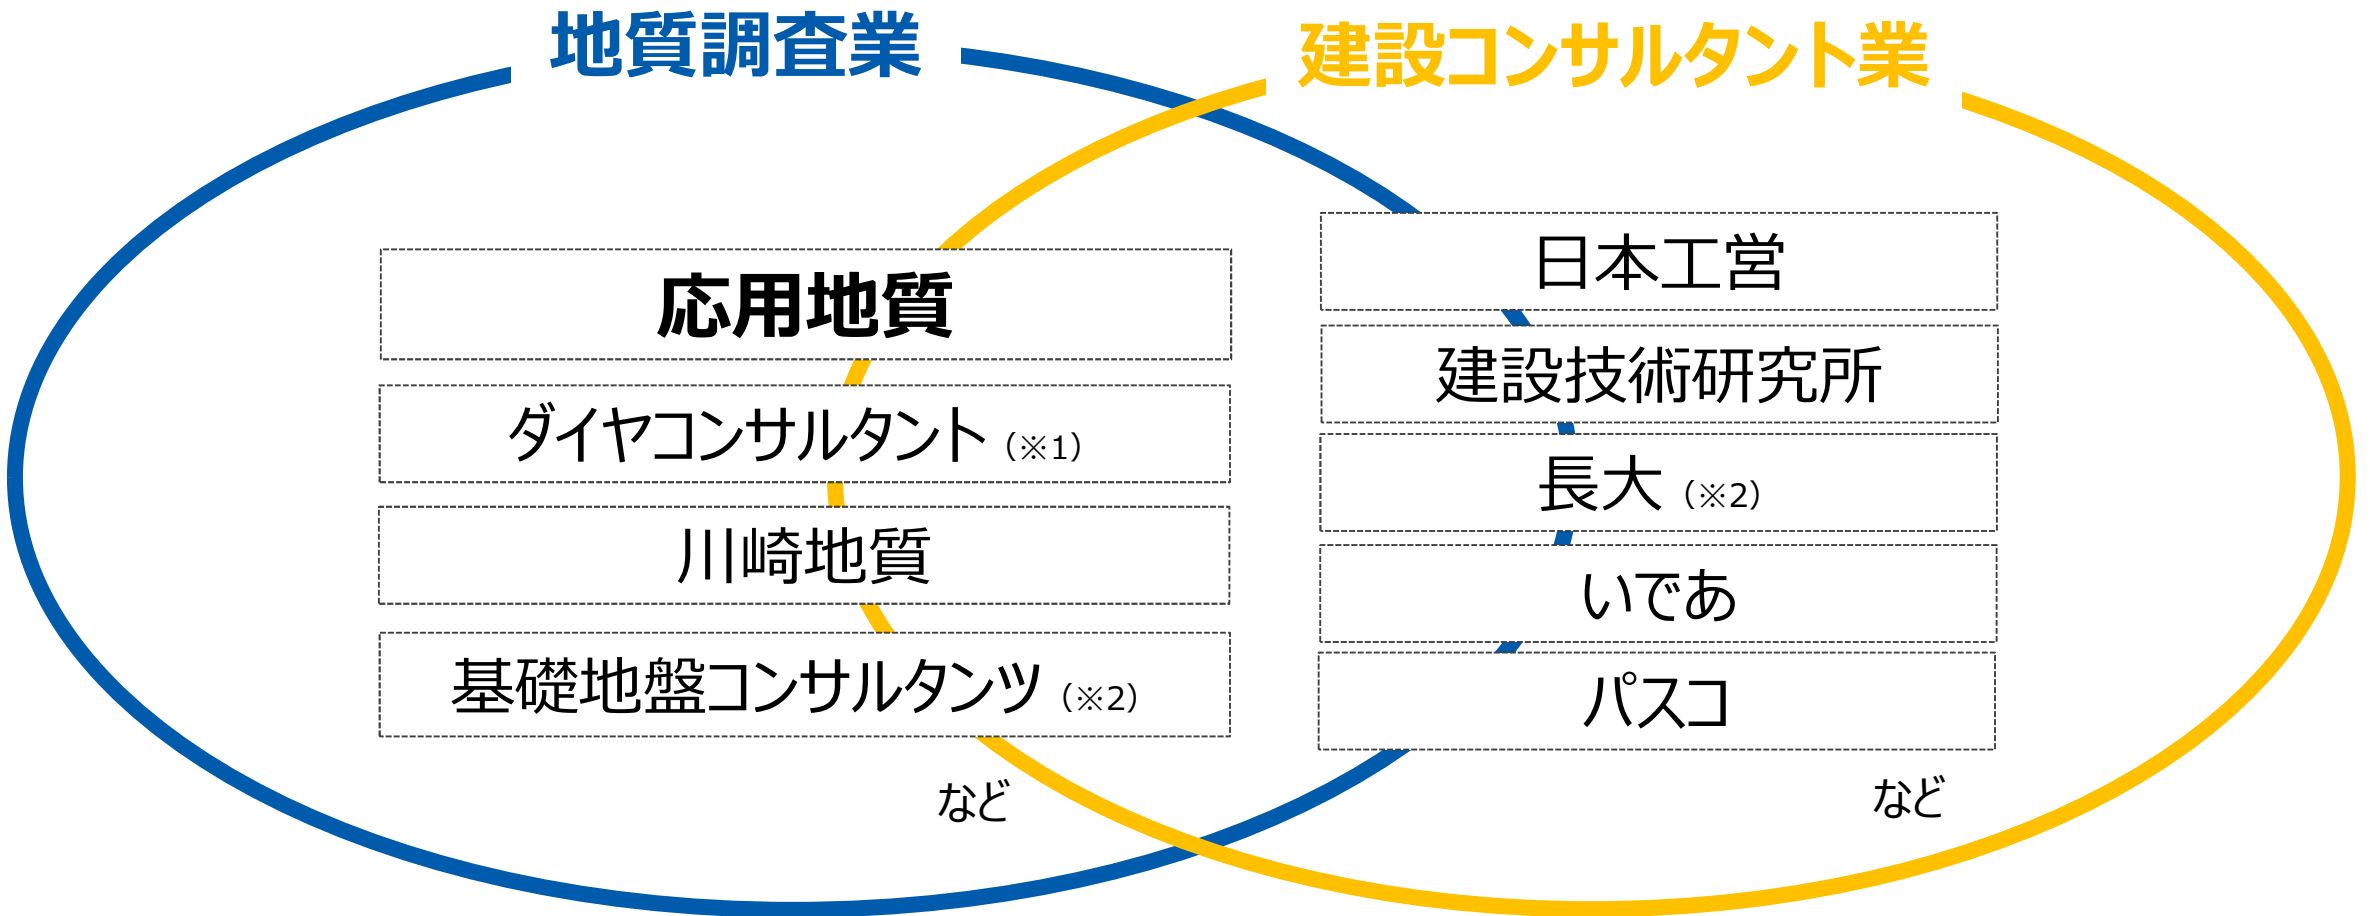 地質調査業
建設コンサルタント業
応用地質
ダイヤコンサルタント（※1）
川崎地質
基礎地盤コンサルタンツ（※2）
など
日本工営
建設技術研究所
長大（※2）
いであ
パスコ
など